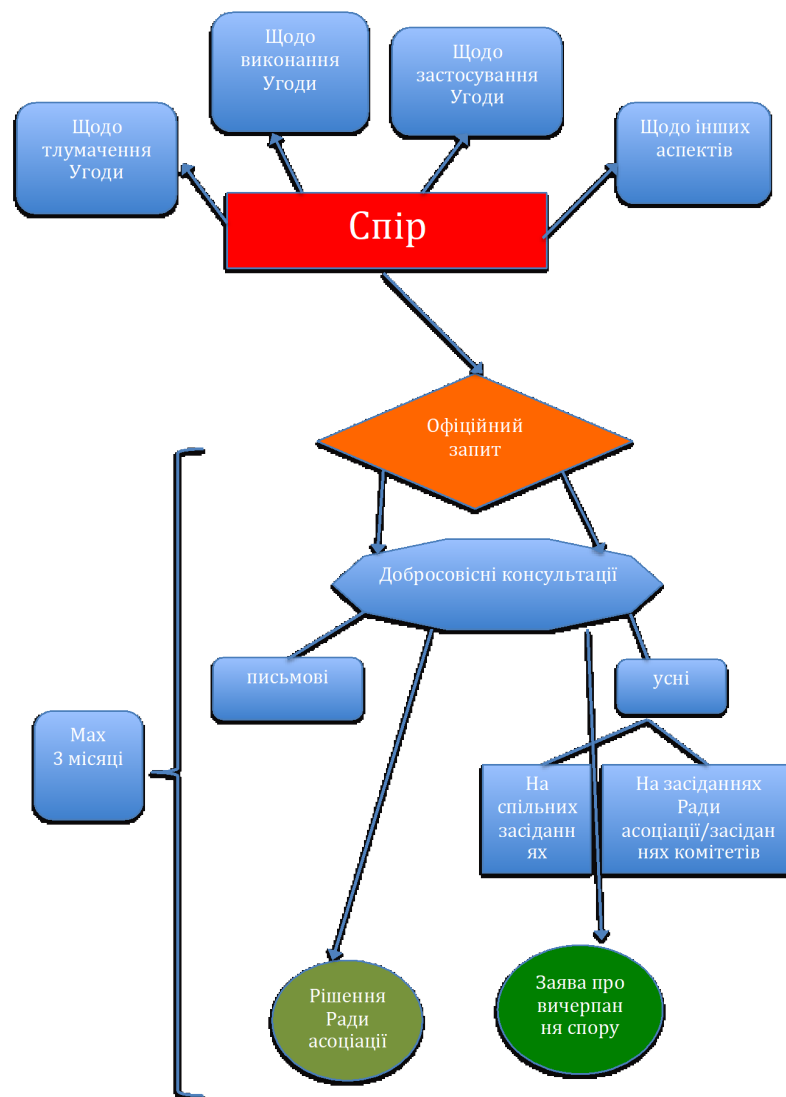 Щодо
виконання
Угоди
Щодо
застосування
Угоди
Щодо
тлумачення
Угоди
Щодо інших
аспектів
Спір
Офіційний
запит
Добросовісні консультації
письмові
усні
Мах
3 місяці
На
спільних
засіданн
ях
На засіданнях
Ради
асоціації/засідан
нях комітетів
Рішення
Ради
асоціації
Заява про
вичерпан
ня спору